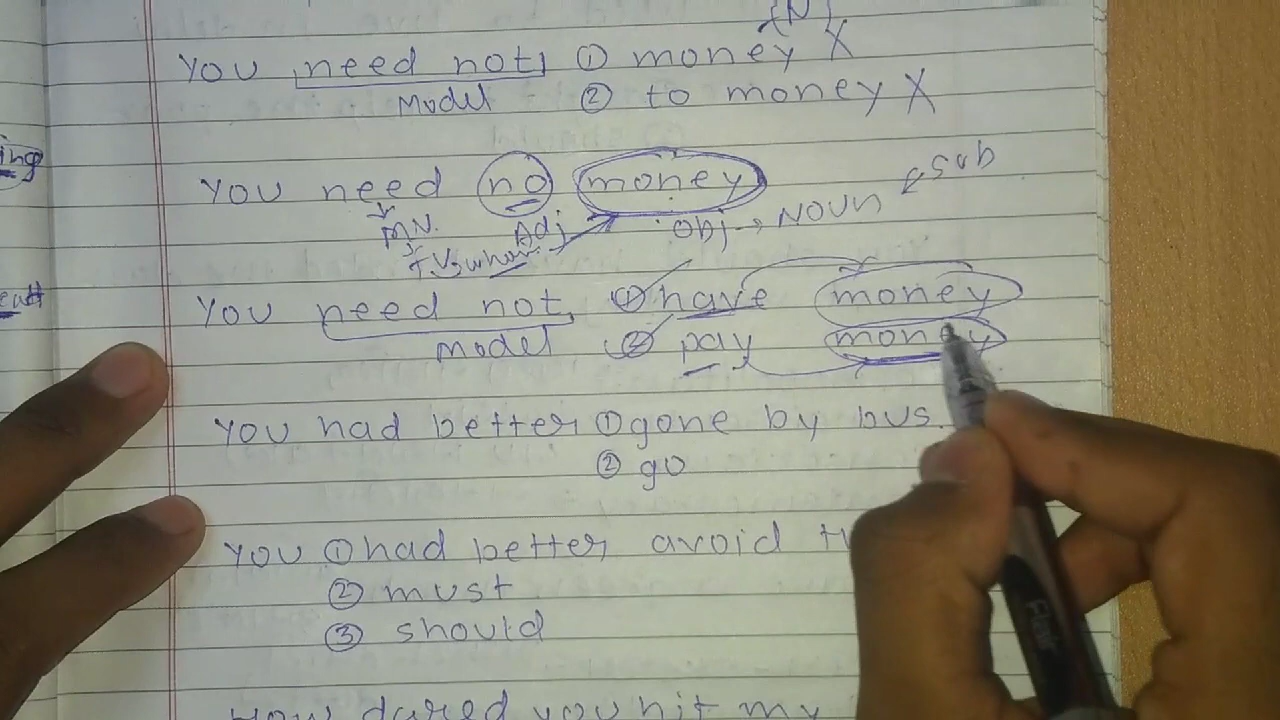 {N}
You need not ① money X
Model ② to money X
ing
You need no money
M.V. Adj obj → Noun sub
T.V
You need not, ① have money
Model ② pay money
You had better ① gone by bus.
② go
You ① had better avoid
② must
③ should
How dared you hit my
Flair